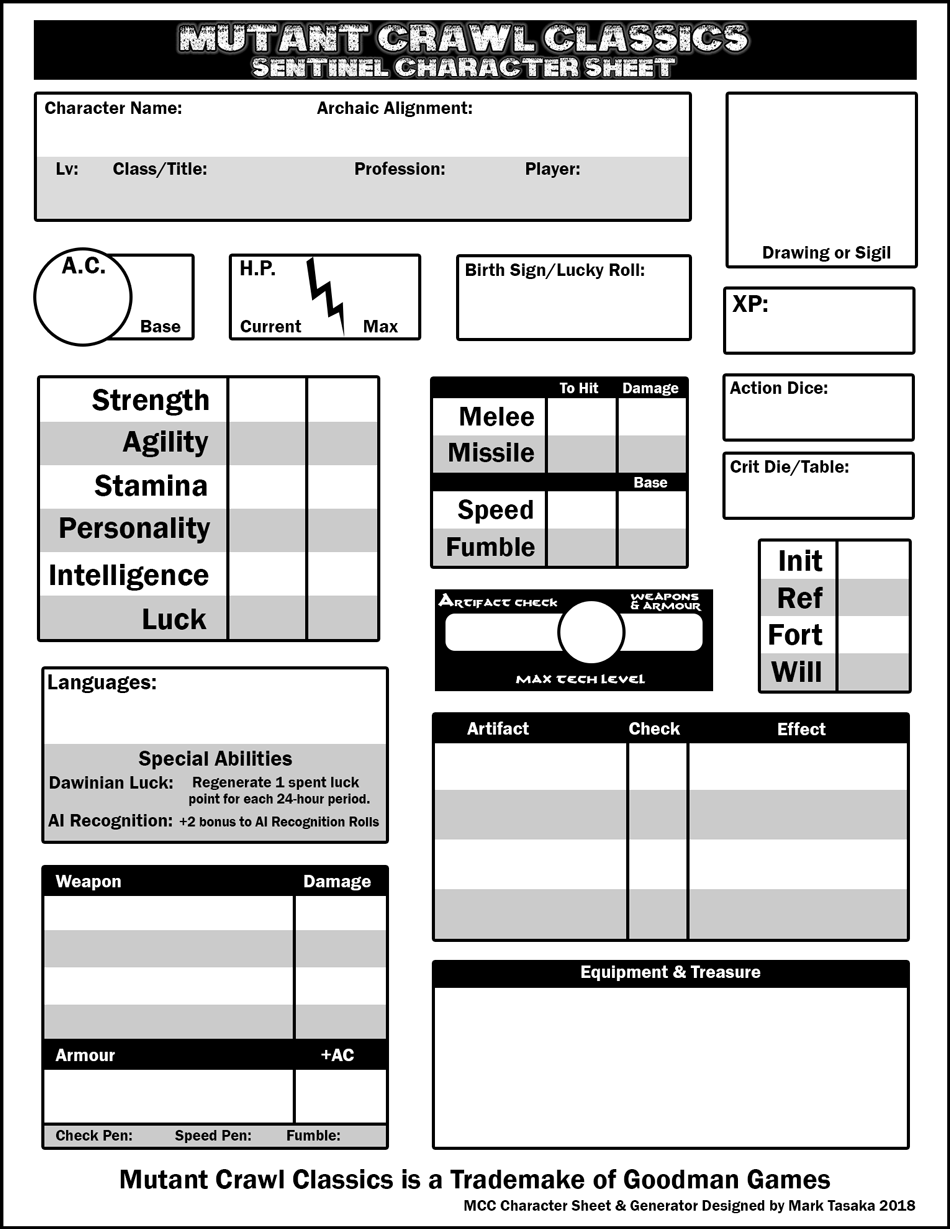 MUTANT CRAWL CLASSICS
SENTINEL CHARACTER SHEET
Character Name: Archaic Alignment:
Lv: Class/Title: Profession: Player:
Drawing or Sigil
A.C.
Base
H.P.
Current Max
Birth Sign/Lucky Roll:
XP:
Strength
Agility
Stamina
Personality
Intelligence
Luck
To Hit Damage
Melee
Missile
Base
Speed
Fumble
Action Dice:
Crit Die/Table:
Init
Ref
Fort
Will
Artifact check
Weapons
& Armour
Max Tech Level
Languages:
Special Abilities
Dawinian Luck: Regenerate 1 spent luck
point for each 24-hour period.
AI Recognition: +2 bonus to AI Recognition Rolls
Artifact Check Effect
Weapon Damage
Armour +AC
Check Pen: Speed Pen: Fumble:
Equipment & Treasure
Mutant Crawl Classics is a Trademake of Goodman Games
MCC Character Sheet & Generator Designed by Mark Tasaka 2018